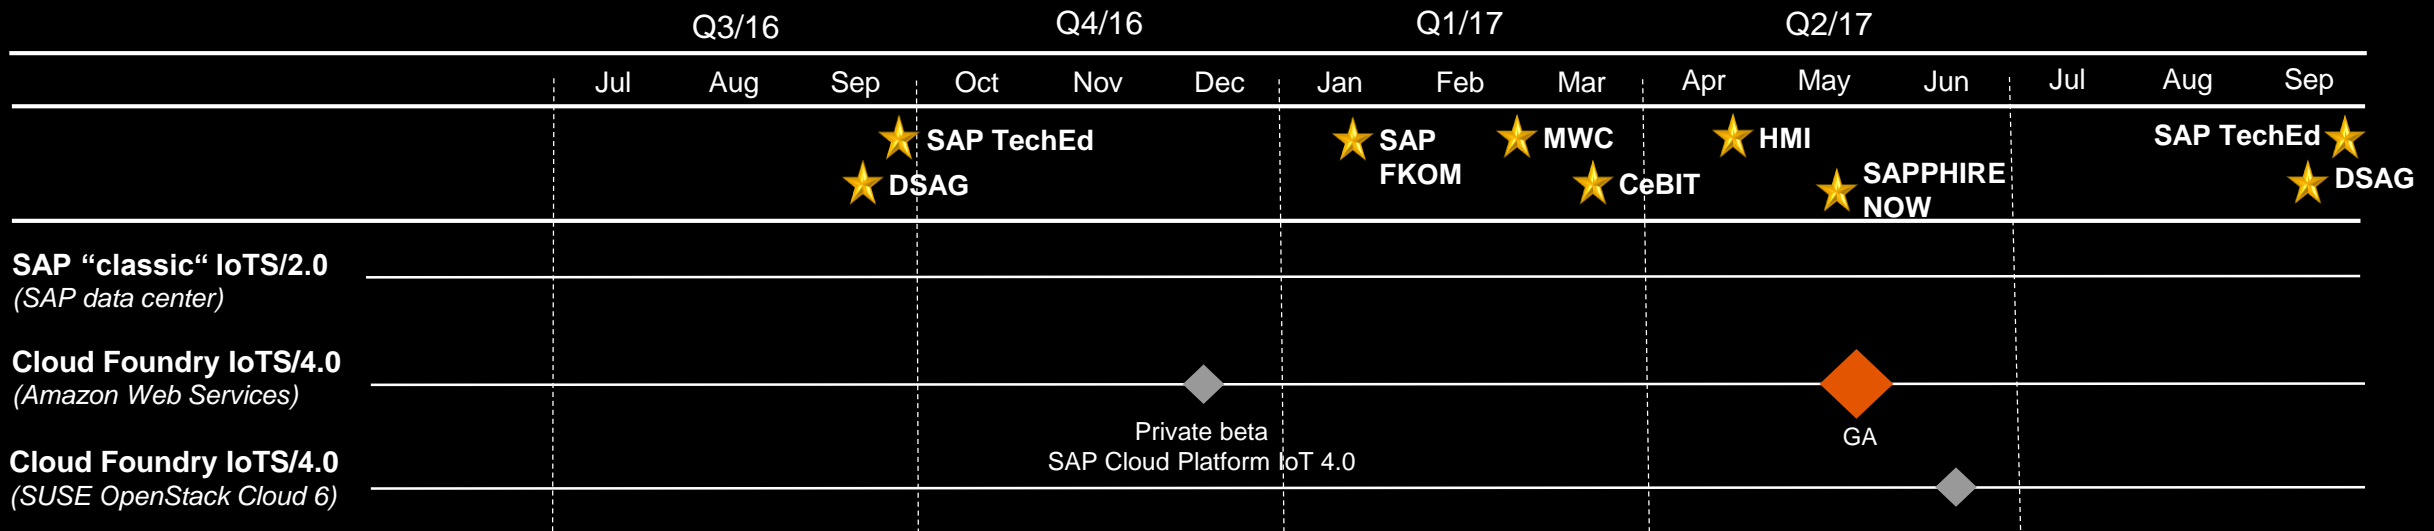 Q3/16 Q4/16 Q1/17 Q2/17
Jul Aug Sep Oct Nov Dec Jan Feb Mar Apr May Jun Jul Aug Sep
SAP TechEd
DSAG
SAP
FKOM
MWC
CeBIT
HMI
SAPPHIRE
NOW
SAP TechEd
DSAG
SAP “classic“ IoTS/2.0
(SAP data center)
Cloud Foundry IoTS/4.0
(Amazon Web Services)
Private beta
SAP Cloud Platform IoT 4.0
GA
Cloud Foundry IoTS/4.0
(SUSE OpenStack Cloud 6)